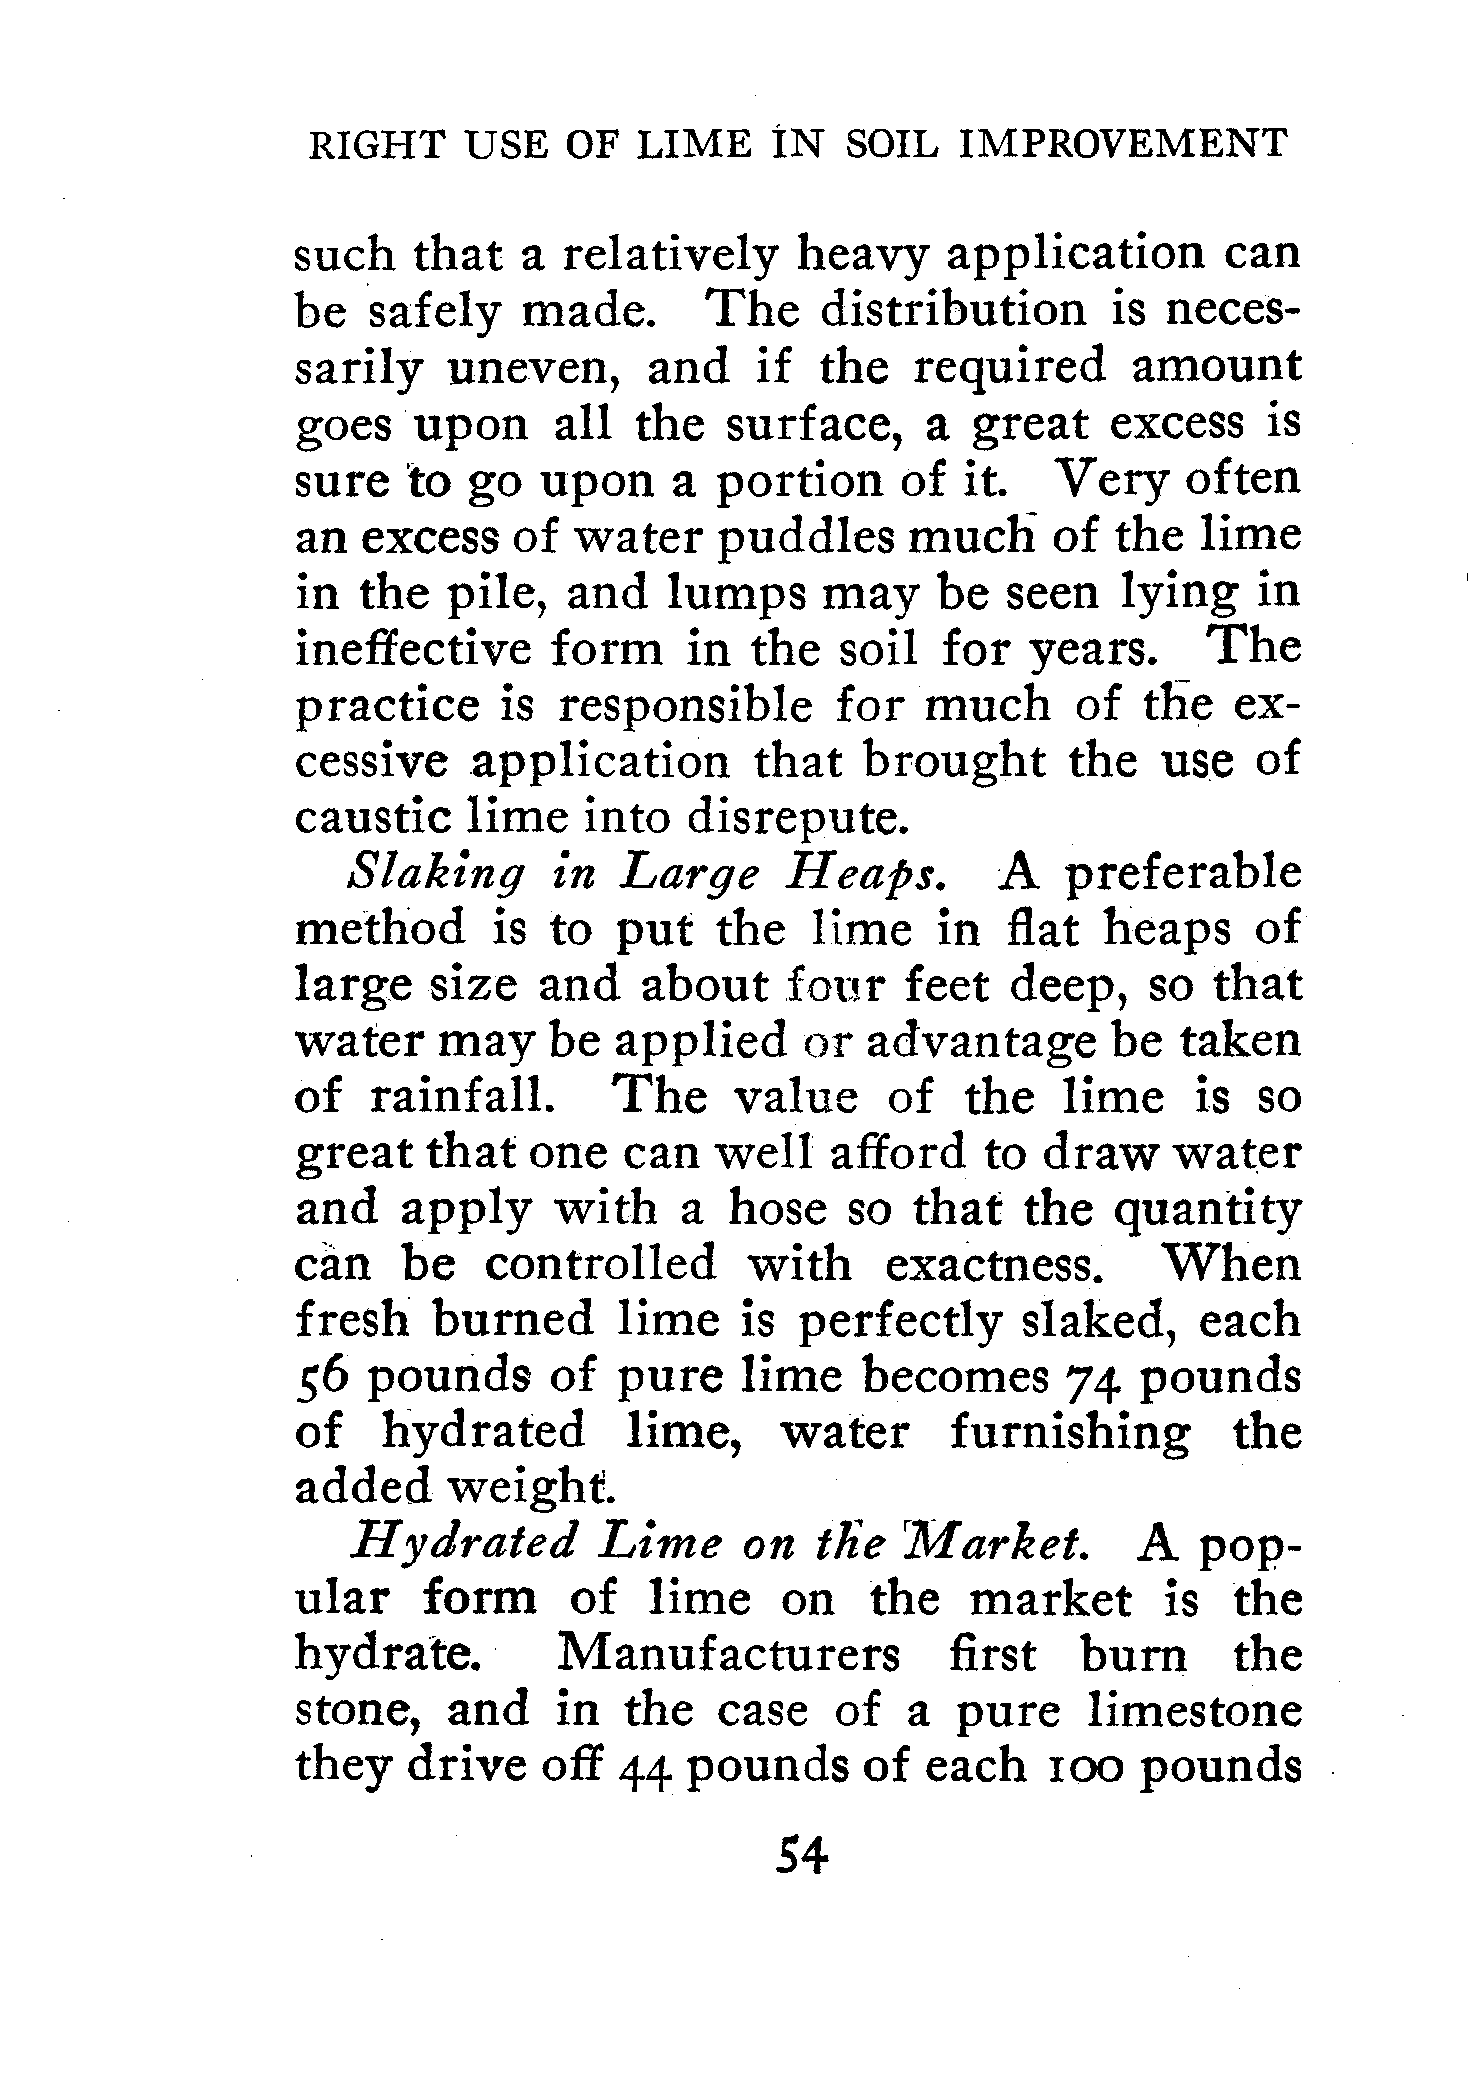 RIGHT USE OF LIME IN SOIL IMPROVEMENT
such that a relatively heavy application can
be safely made. The distribution is neces-
sarily uneven, and if the required amount
goes upon all the surface, a great excess is
sure to go upon a portion of it. Very often
an excess of water puddles much of the lime
in the pile, and lumps may be seen lying in
ineffective form in the soil for years. The
practice is responsible for much of the ex-
cessive application that brought the use of
caustic lime into disrepute.
Slaking in Large Heaps. A preferable
method is to put the lime in flat heaps of
large size and about four feet deep, so that
water may be applied or advantage be taken
of rainfall. The value of the lime is so
great that one can well afford to draw water
and apply with a hose so that the quantity
can be controlled with exactness. When
fresh burned lime is perfectly slaked, each
56 pounds of pure lime becomes 74 pounds
of hydrated lime, water furnishing the
added weight.
Hydrated Lime on the Market. A pop-
ular form of lime on the market is the
hydrate. Manufacturers first burn the
stone, and in the case of a pure limestone
they drive off 44 pounds of each 100 pounds
54